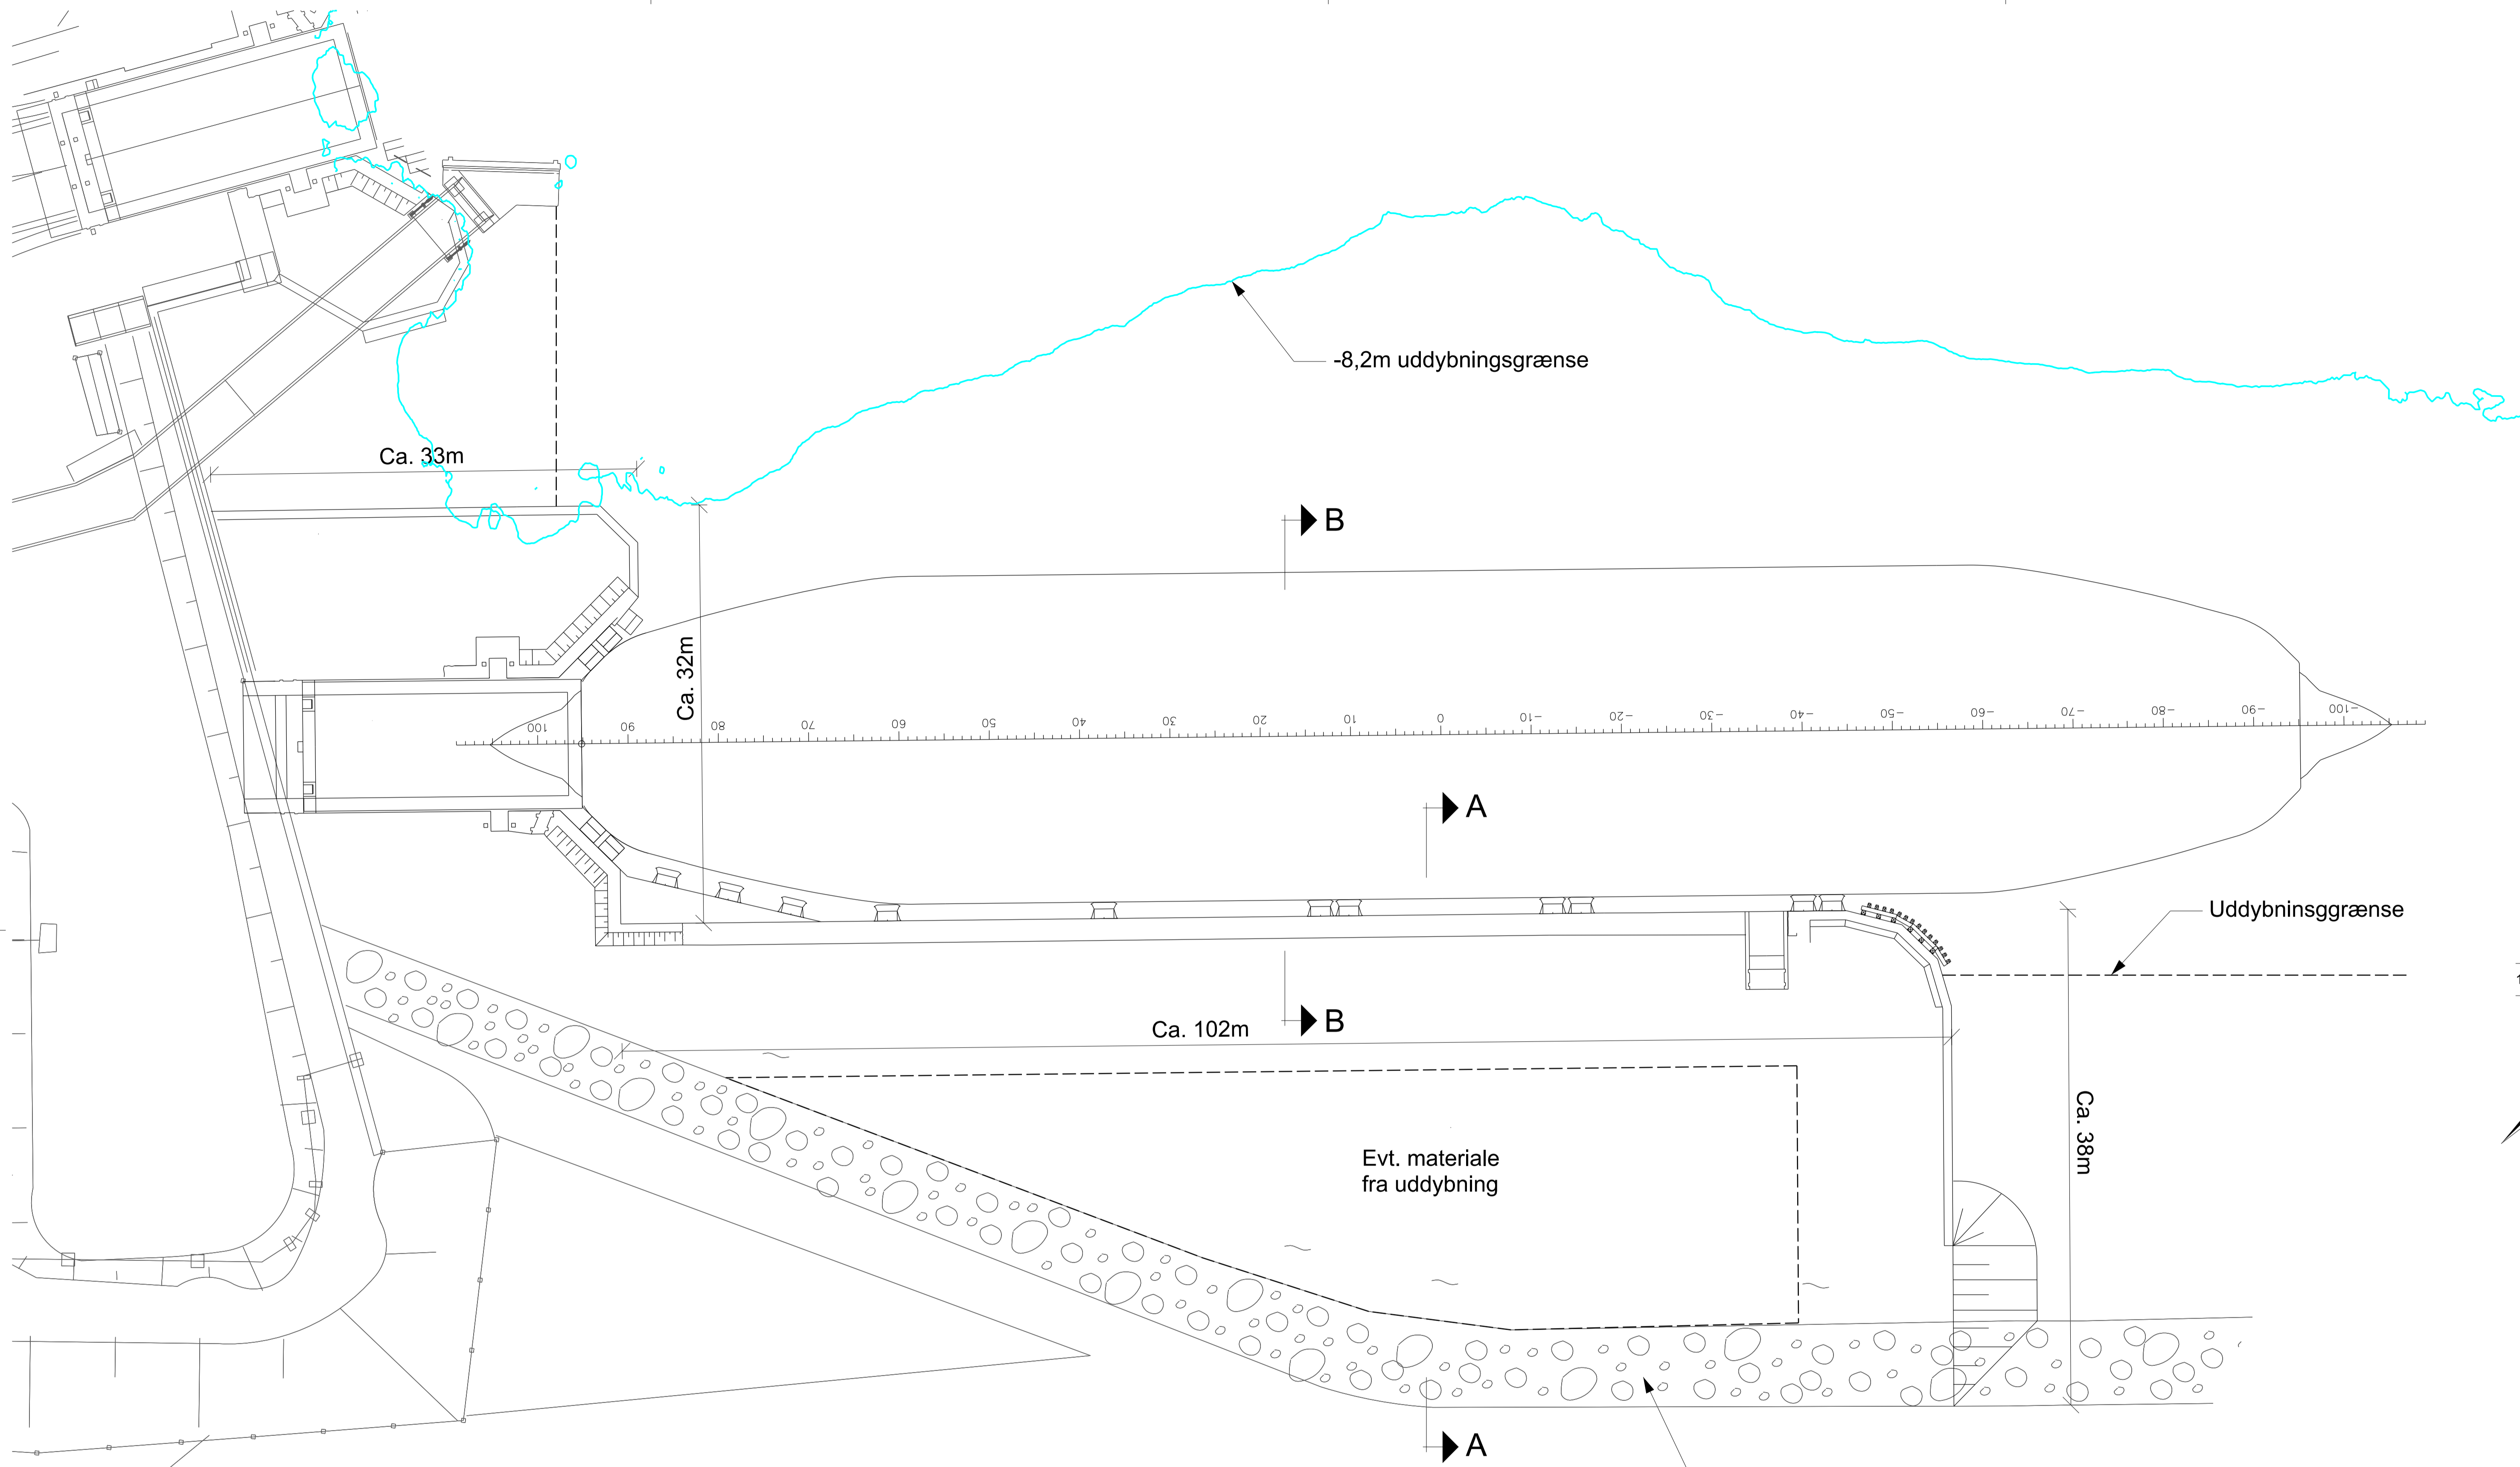 -8,2m uddybningsgrænse
Ca. 33m
B
Ca. 32m
100
90
80
70
60
50
40
30
20
10
0
-10
-20
-30
-40
-50
-60
-70
-80
-90
-100
A
Uddybninsggrænse
B
Ca. 102m
Ca. 38m
Evt. materiale
fra uddybning
A